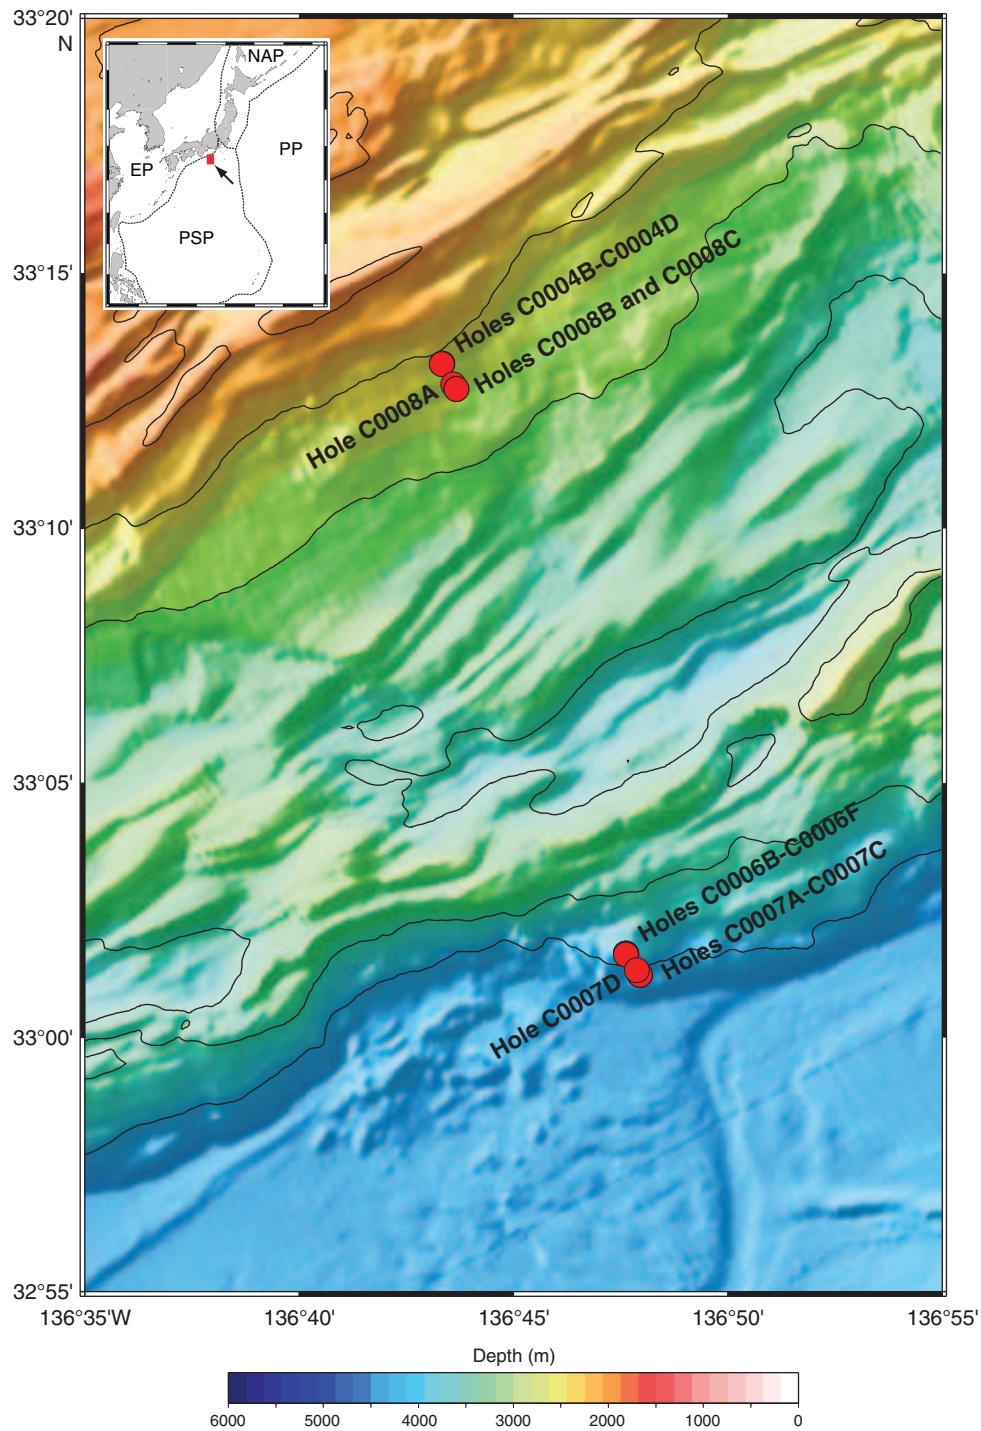 33°20'
N
NAP
PP
EP
PSP
33°15'
Holes C0004B-C0004D
Holes C0008B and C0008C
Hole C0008A
33°10'
33°05'
Holes C0006B-C0006F
Holes C0007A-C0007C
Hole C0007D
33°00'
32°55'
136°35'W 136°40' 136°45' 136°50' 136°55'
Depth (m)
6000 5000 4000 3000 2000 1000 0